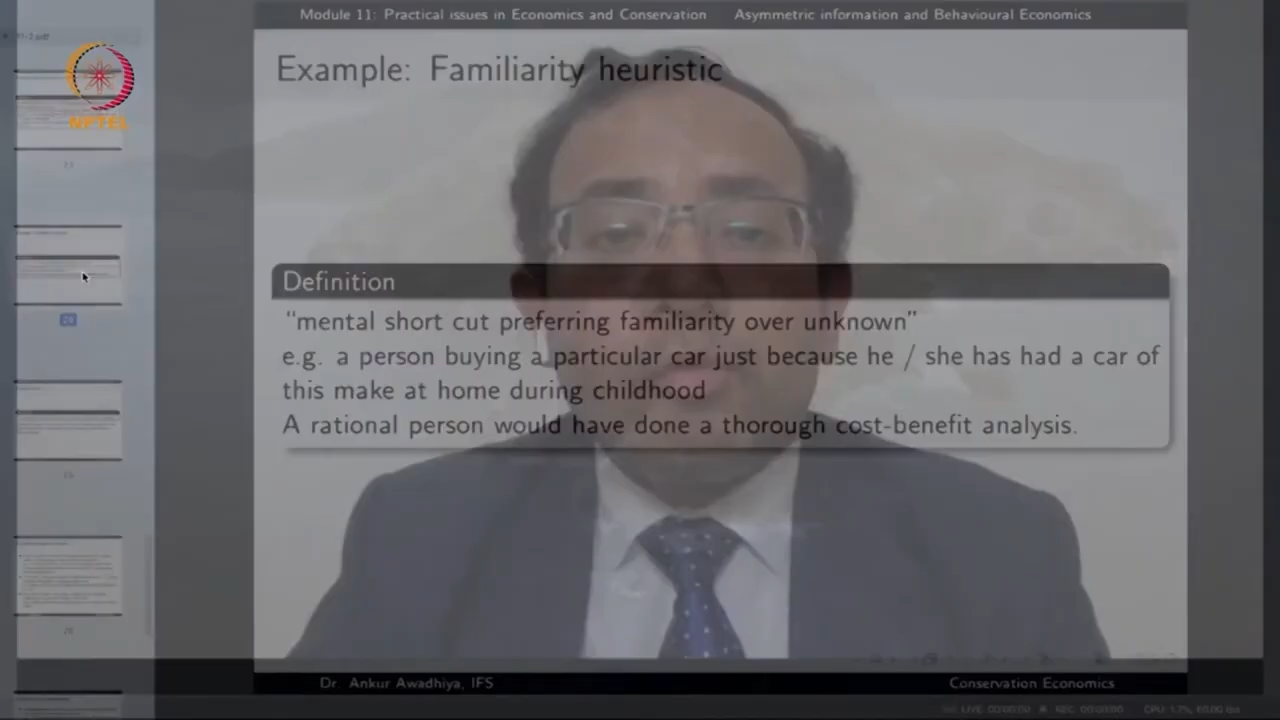 Module 11: Practical issues in Economics and Conservation Asymmetric information and Behavioural Economics
NPTEL
Example: Familiarity heuristic
Definition
"mental short cut preferring familiarity over unknown"
e.g. a person buying a particular car just because he / she has had a car of
this make at home during childhood
A rational person would have done a thorough cost-benefit analysis.
Dr. Ankur Awadhiya, IFS Conservation Economics